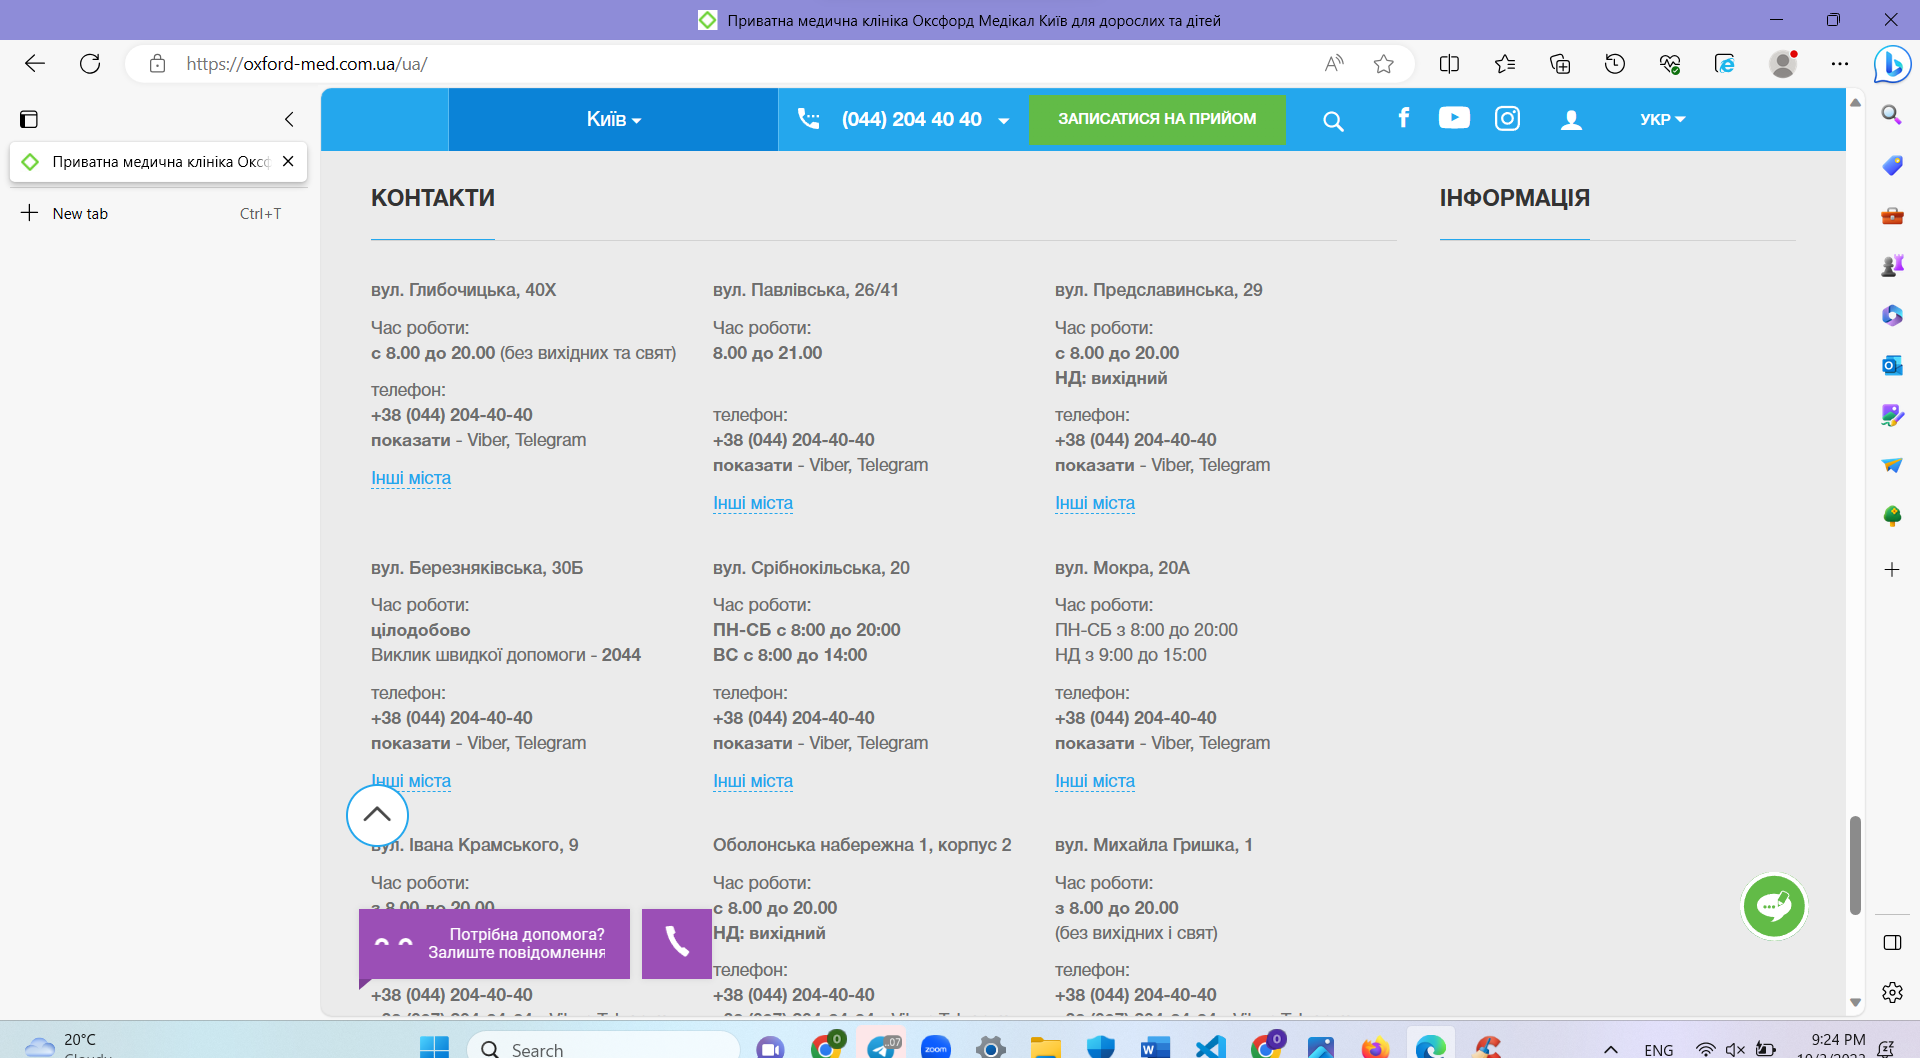 Приватна медична клініка Оксфорд Медікал Київ для дорослих та дітей
https://oxford-med.com.ua/ua/
Приватна медична клініка Окс
New tab Ctrl+T
Київ
(044) 204 40 40
ЗАПИСАТИСЯ НА ПРИЙОМ
УКР
КОНТАКТИ
ІНФОРМАЦІЯ
вул. Глибочицька, 40Х
Час роботи:
с 8.00 до 20.00 (без вихідних та свят)
телефон:
+38 (044) 204-40-40
показати - Viber, Telegram
Інші міста
вул. Павлівська, 26/41
Час роботи:
8.00 до 21.00
телефон:
+38 (044) 204-40-40
показати - Viber, Telegram
Інші міста
вул. Предславинська, 29
Час роботи:
с 8.00 до 20.00
НД: вихідний
телефон:
+38 (044) 204-40-40
показати - Viber, Telegram
Інші міста
вул. Березняківська, 30Б
Час роботи:
цілодобово
Виклик швидкої допомоги - 2044
телефон:
+38 (044) 204-40-40
показати - Viber, Telegram
Інші міста
вул. Срібнокільська, 20
Час роботи:
ПН-СБ с 8:00 до 20:00
ВС с 8:00 до 14:00
телефон:
+38 (044) 204-40-40
показати - Viber, Telegram
Інші міста
вул. Мокра, 20А
Час роботи:
ПН-СБ з 8:00 до 20:00
НД з 9:00 до 15:00
телефон:
+38 (044) 204-40-40
показати - Viber, Telegram
Інші міста
вул. Івана Крамського, 9
Час роботи:
з 8.00 до 20.00
Потрібна допомога?
Залиште повідомлення
+38 (044) 204-40-40
Оболонська набережна 1, корпус 2
Час роботи:
с 8.00 до 20.00
НД: вихідний
телефон:
+38 (044) 204-40-40
вул. Михайла Гришка, 1
Час роботи:
з 8.00 до 20.00
(без вихідних і свят)
телефон:
+38 (044) 204-40-40
20°C
Cloudy
Search
zoom
ENG
9:24 PM